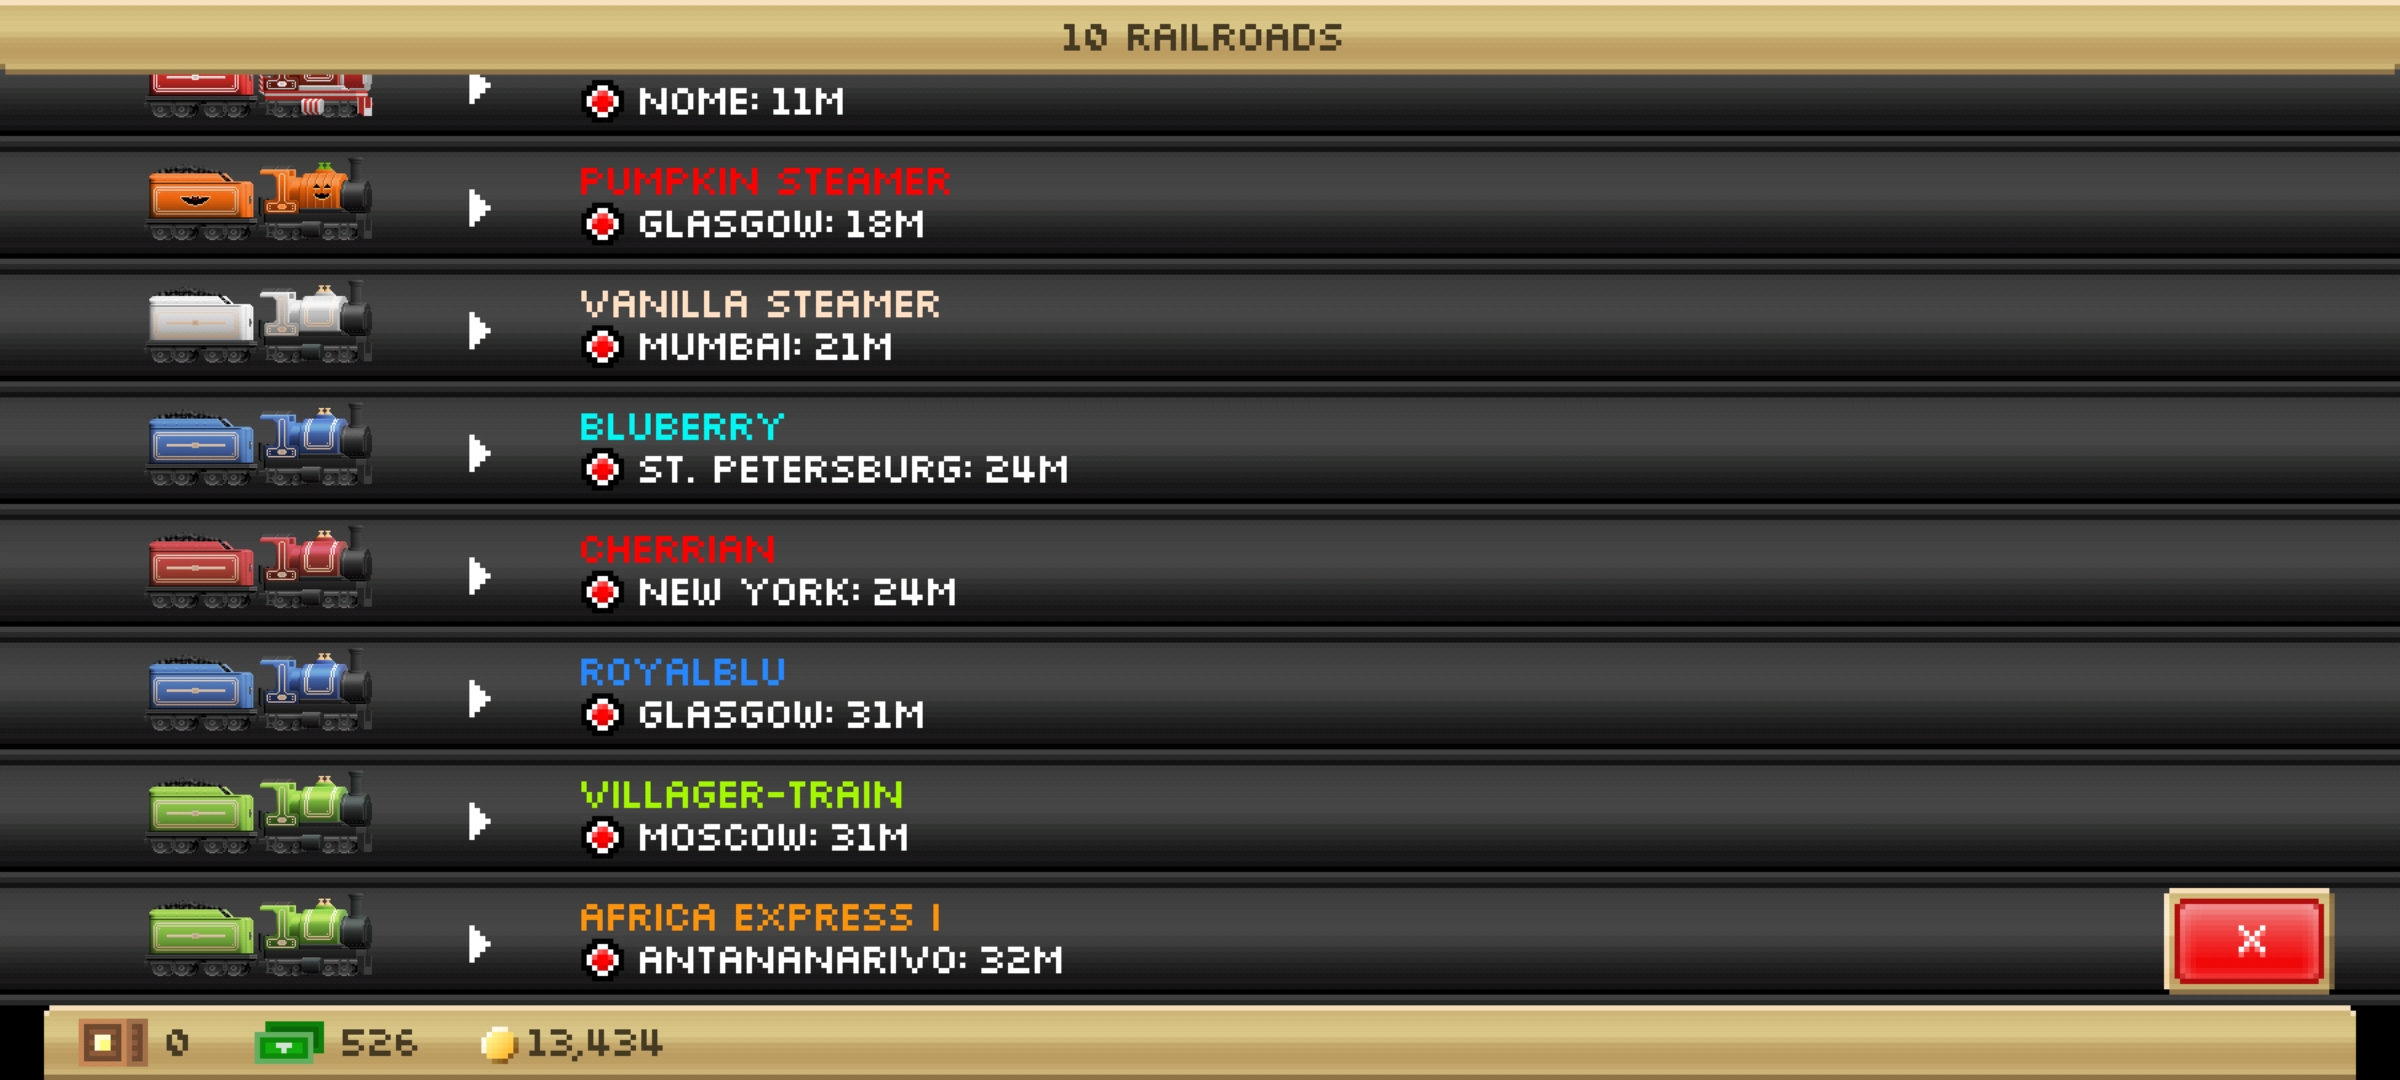 10 RAILROADS
NOME: 11M
PUMPKIN STEAMER
GLASGOW: 18M
VANILLA STEAMER
MUMBAI: 21M
BLUBERRY
ST. PETERSBURG: 24M
CHERRIAN
NEW YORK: 24M
ROYALBLU
GLASGOW: 31M
VILLAGER-TRAIN
MOSCOW: 31M
AFRICA EXPRESS I
ANTANANARIVO: 32M
X
0 526 13,434